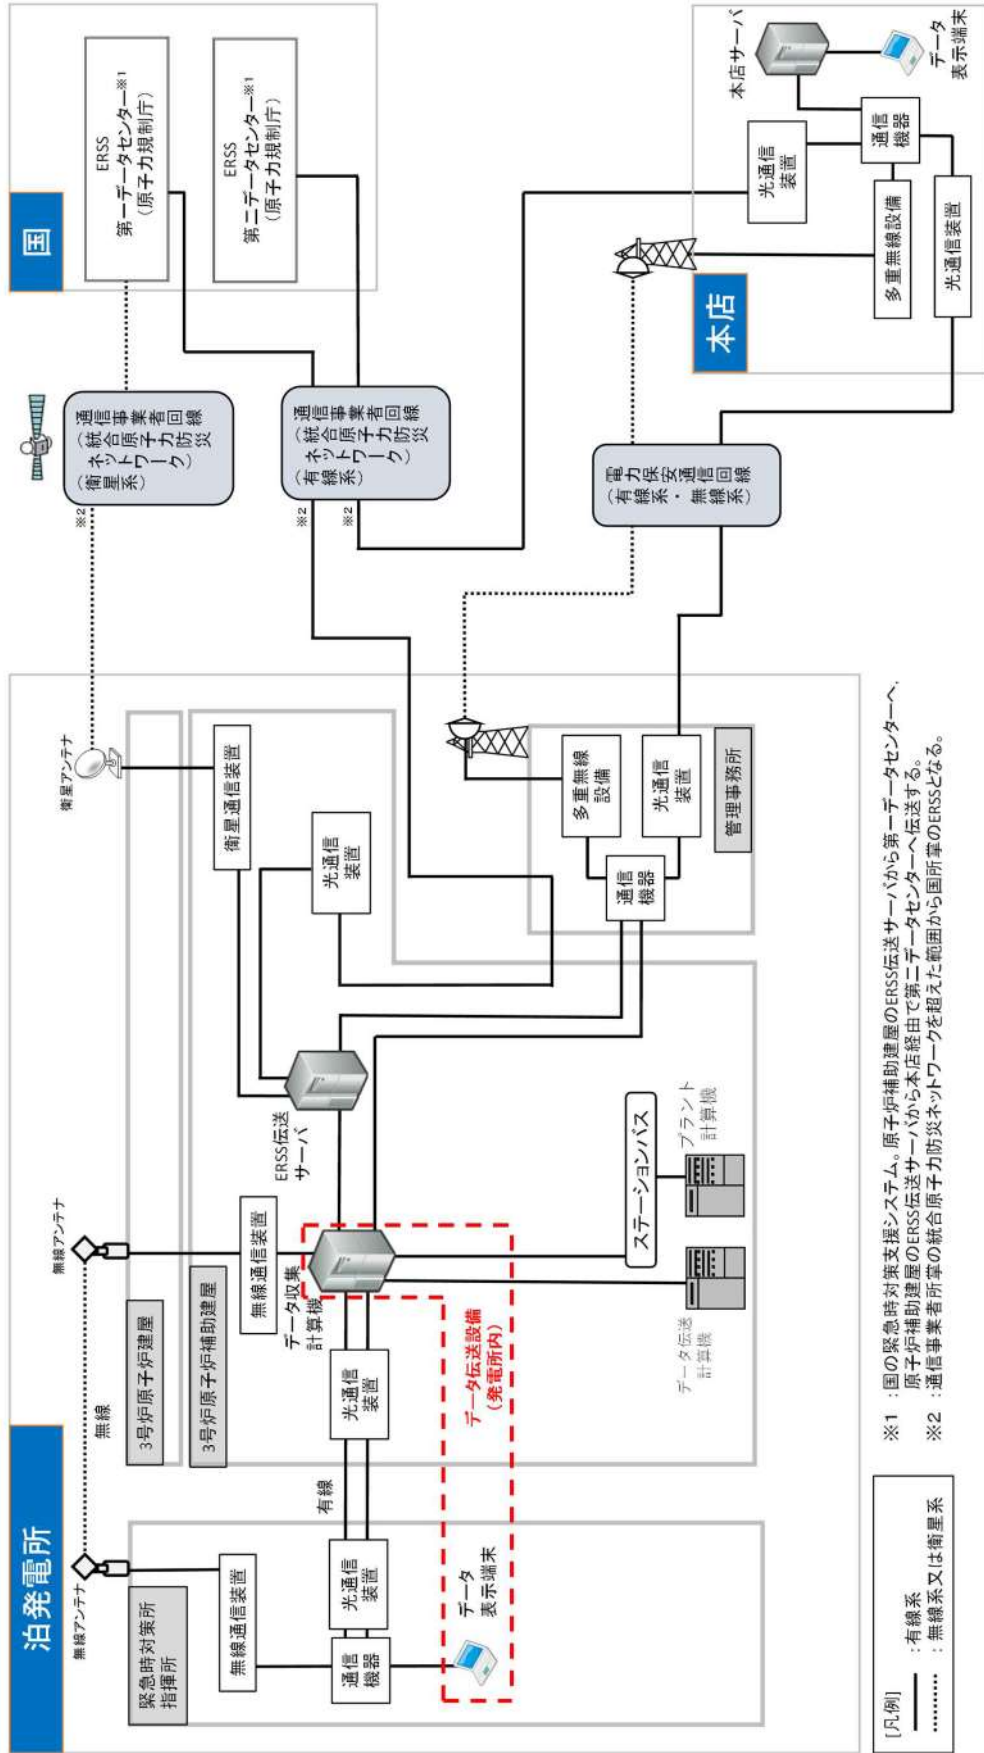 泊発電所
緊急時対策所
指揮所
無線アンテナ
無線通信装置
通信
機器
光通信
装置
データ
表示端末
無線
有線
3号炉原子炉建屋
3号炉原子炉補助建屋
無線アンテナ
無線通信装置
データ収集
計算機
光通信
装置
データ伝送設備
(発電所内)
データ伝送
計算機
プラント
計算機
ステーションバス
ERSS伝送
サーバ
衛星アンテナ
衛星通信装置
光通信
装置
通信
機器
多重無線
設備
光通信
装置
管理事務所
※2
通信事業者回線
(統合原子力防災
ネットワーク)
(衛星系)
※2
※2
通信事業者回線
(統合原子力防災
ネットワーク)
(有線系)
電力保安通信回線
(有線系・無線系)
国
ERSS
第一データセンター※1
(原子力規制庁)
ERSS
第二データセンター※1
(原子力規制庁)
本店
光通信
装置
多重無線設備
光通信装置
通信
機器
本店サーバ
データ
表示端末
[凡例]
:有線系
:無線系又は衛星系
※1 :国の緊急時対策支援システム。原子炉補助建屋のERSS伝送サーバから第一データセンターへ、
原子炉補助建屋のERSS伝送サーバから本店経由で第二データセンターへ伝送する。
※2 :通信事業者所掌の統合原子力防災ネットワークを超えた範囲から国所掌のERSSとなる。